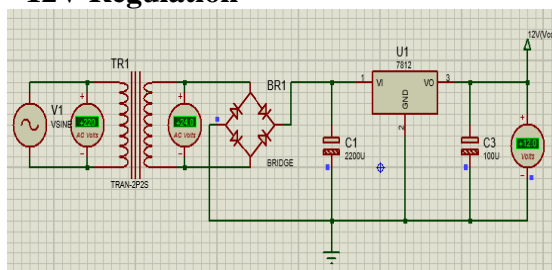 12V Regulation
12V(Vcc
TR1
U1
7812
V1
VSINE
+220
AC Volts
+24.0
AC Volts
BR1
BRIDGE
1
VI
VO
3
GND
2
C1
2200U
C3
100U
+12.0
Volts
TRAN-2P2S